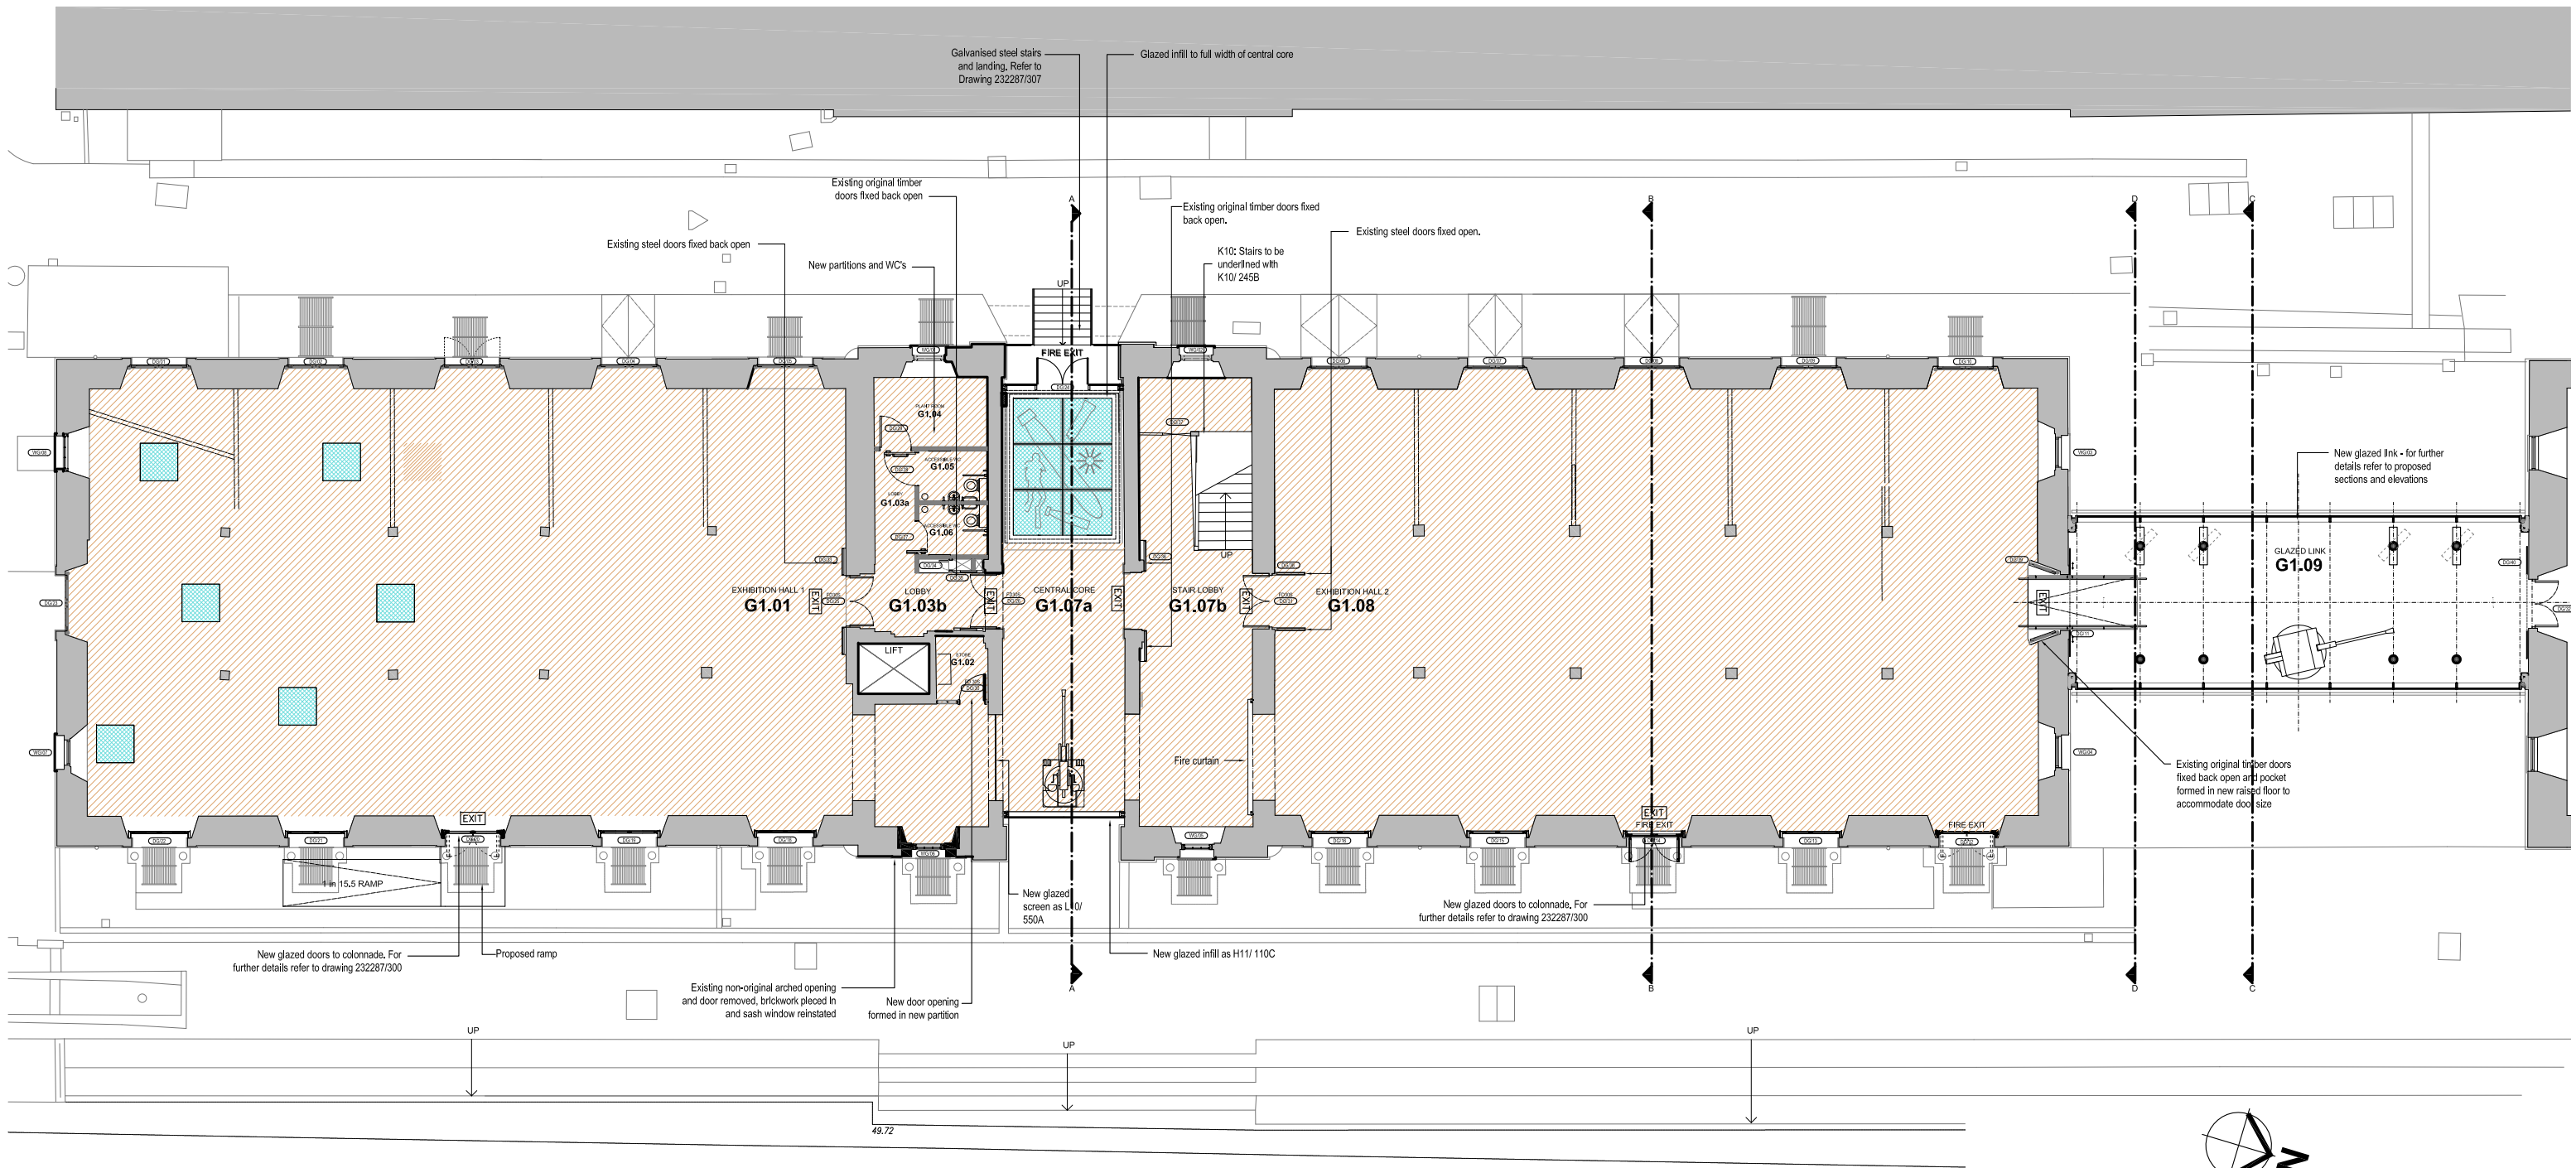 Galvanised steel stairs
and landing. Refer to
Drawing 232287/307
Glazed infill to full width of central core
Existing original timber
doors fixed back open
A
Existing original timber doors fixed
back open.
B
D
C
Existing steel doors fixed back open
Existing steel doors fixed open.
New partitions and WC's
K10: Stairs to be
underlined with
K10/ 245B
UP
FIRE EXIT
PLANT ROOM
G1.04
ACCESSIBLE WC
G1.05
LOBBY
G1.03a
ACCESSIBLE WC
G1.06
UP
New glazed link - for further
details refer to proposed
sections and elevations
GLAZED LINK
G1.09
EXHIBITION HALL 1
G1.01
EXIT
LOBBY
G1.03b
EXIT
CENTRAL CORE
G1.07a
EXIT
STAIR LOBBY
G1.07b
EXIT
EXHIBITION HALL 2
G1.08
EXIT
LIFT
STORE
G1.02
Fire curtain
Existing original timber doors
fixed back open and pocket
formed in new raised floor to
accommodate door size
EXIT
EXIT
FIRE EXIT
FIRE EXIT
1 in 15.5 RAMP
New glazed
screen as L10/
550A
New glazed doors to colonnade. For
further details refer to drawing 232287/300
New glazed doors to colonnade. For
further details refer to drawing 232287/300
Proposed ramp
New glazed infill as H11/ 110C
Existing non-original arched opening
and door removed, brickwork pieced in
and sash window reinstated
New door opening
formed in new partition
A
B
D
C
UP
UP
UP
49.72
N